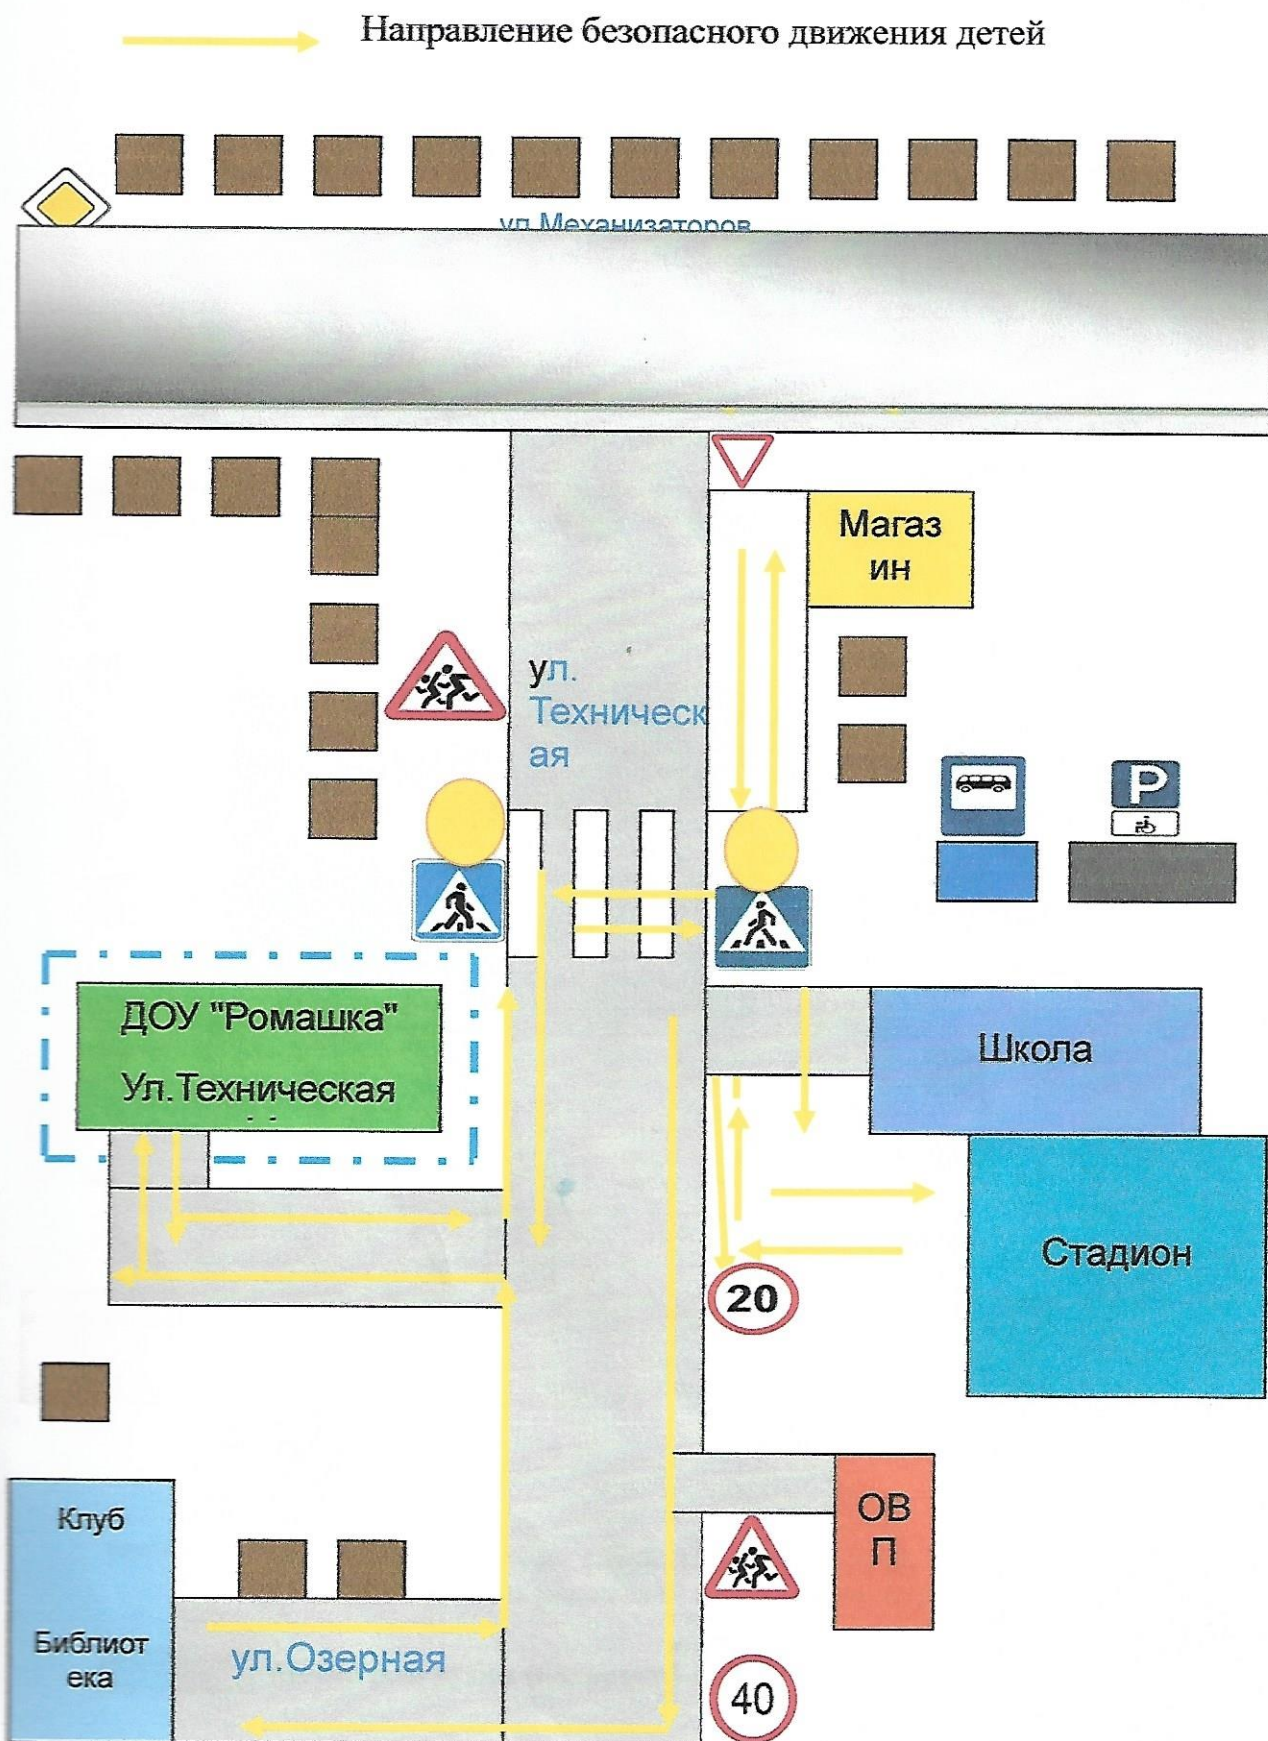 Направление безопасного движения детей
ул.Механизаторов
Магаз
ин
ул.
Техническ
ая
P
ДОУ "Ромашка"
Ул.Техническая
Школа
Стадион
20
Клуб
ОВ
П
Библиот
ека
ул.Озерная
40